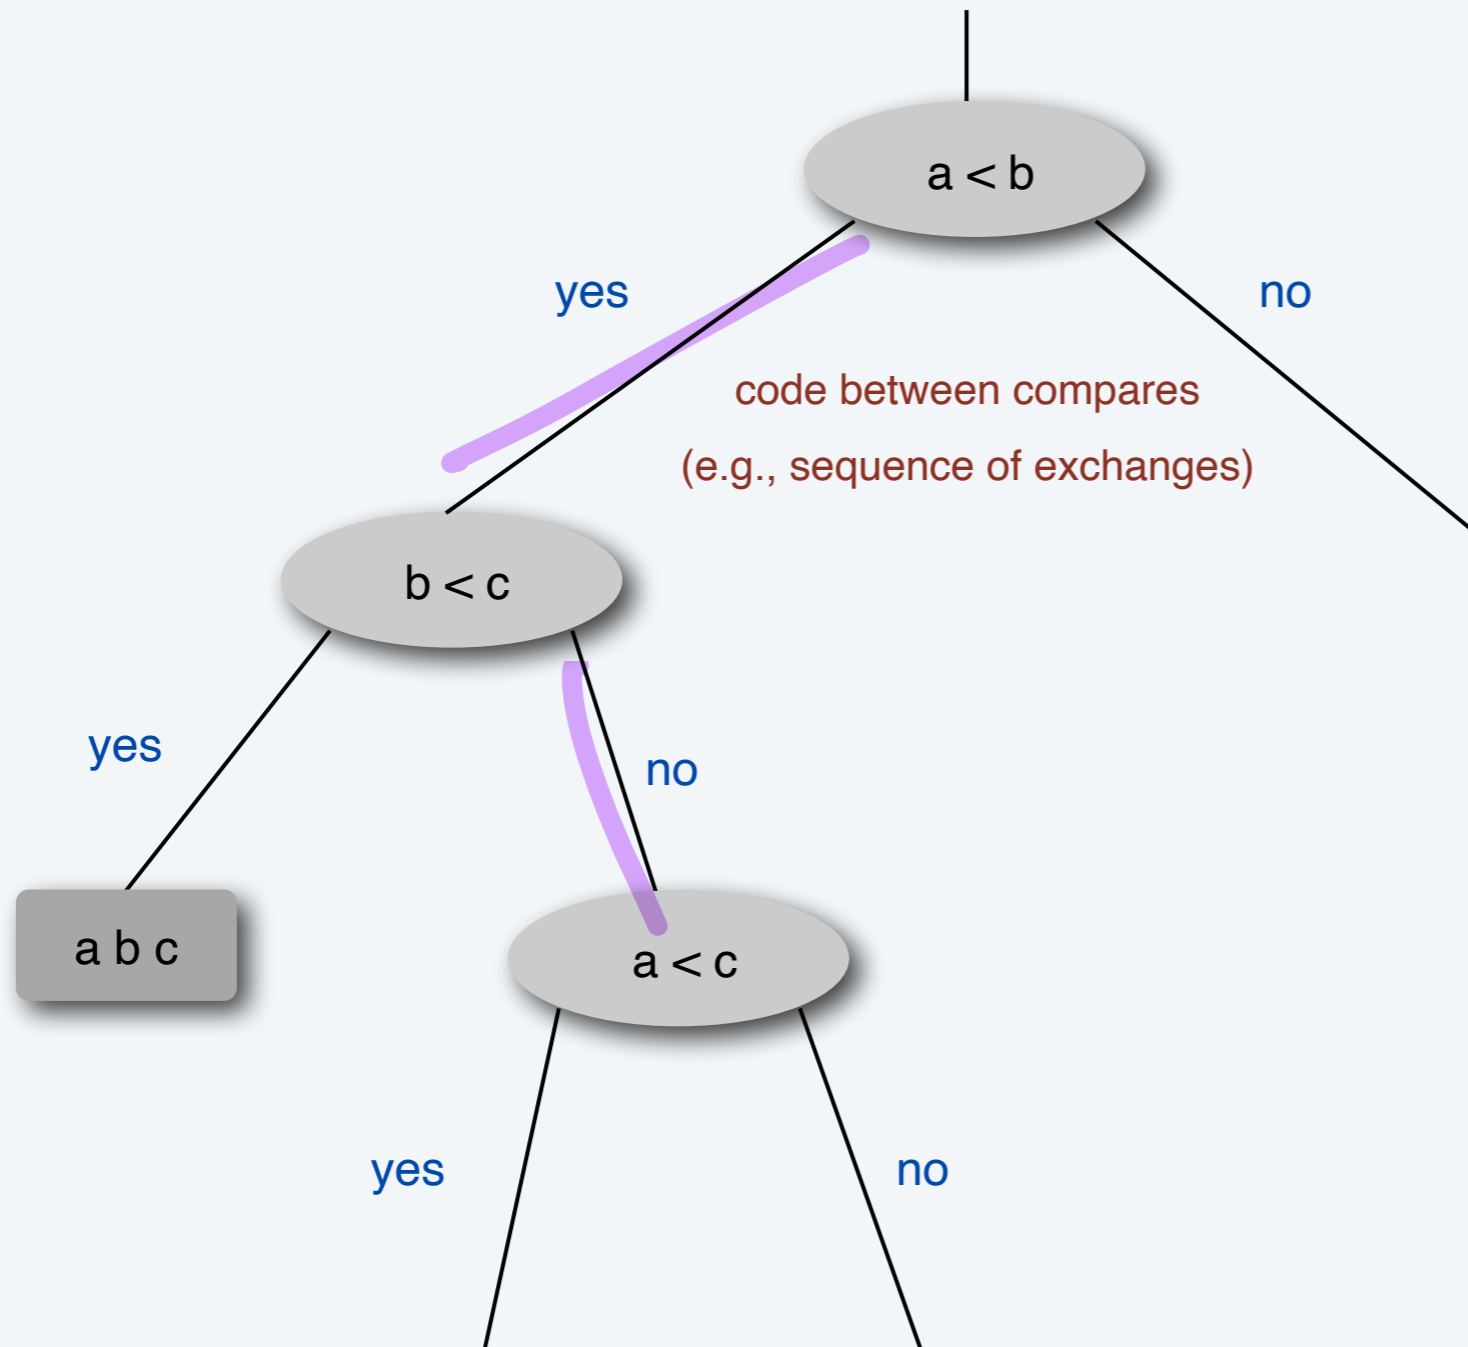 a < b
yes
no
code between compares
(e.g., sequence of exchanges)
b < c
yes
no
a b c
a < c
yes
no